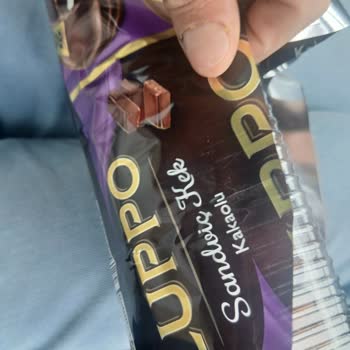 LUPPO
Sandviç Kek
Kakaolu